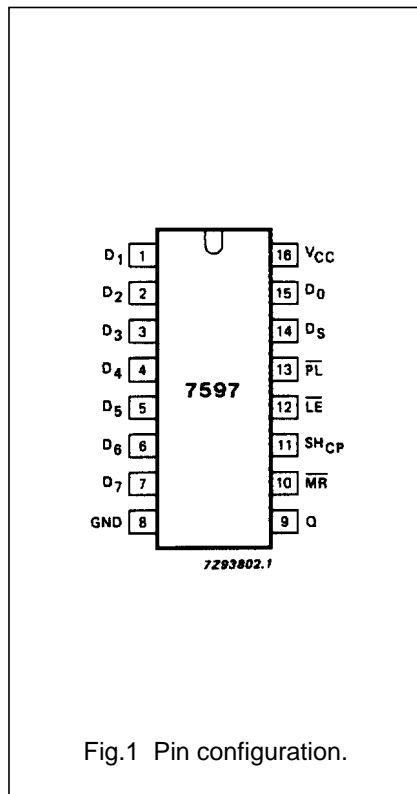 D1 1 16 VCC
D2 2 15 D0
D3 3 14 DS
D4 4 13 PL
7597
D5 5 12 LE
D6 6 11 SHCP
D7 7 10 MR
GND 8 9 Q
7Z93802.1
Fig.1 Pin configuration.